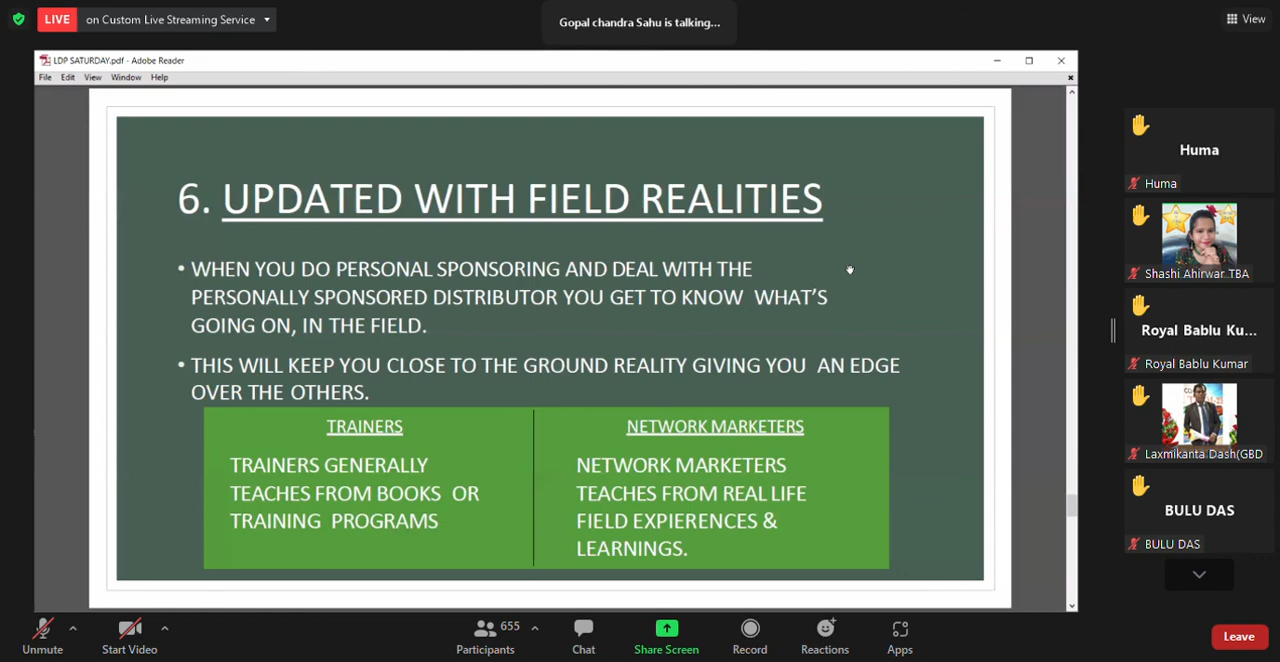 LIVE on Custom Live Streaming Service
Gopal chandra Sahu is talking...
View
LDP SATURDAY.pdf - Adobe Reader
File Edit View Window Help
6. UPDATED WITH FIELD REALITIES
• WHEN YOU DO PERSONAL SPONSORING AND DEAL WITH THE
PERSONALLY SPONSORED DISTRIBUTOR YOU GET TO KNOW WHAT'S
GOING ON, IN THE FIELD.
• THIS WILL KEEP YOU CLOSE TO THE GROUND REALITY GIVING YOU AN EDGE
OVER THE OTHERS.
TRAINERS
TRAINERS GENERALLY
TEACHES FROM BOOKS OR
TRAINING PROGRAMS
NETWORK MARKETERS
NETWORK MARKETERS
TEACHES FROM REAL LIFE
FIELD EXPIERENCES &
LEARNINGS.
Huma
Huma
Shashi Ahirwar TBA
Royal Bablu Ku...
Royal Bablu Kumar
Laxmikanta Dash(GBD
BULU DAS
BULU DAS
Unmute
Start Video
655
Participants
Chat
Share Screen
Record
Reactions
Apps
Leave